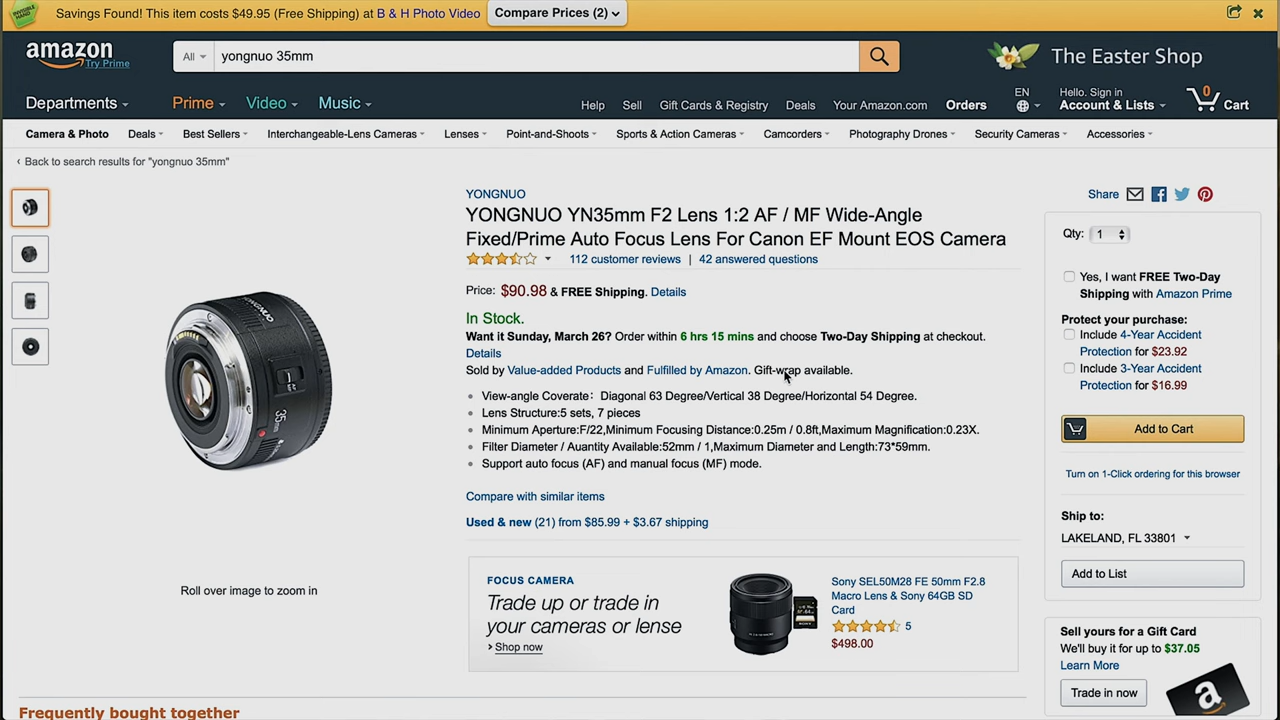 Savings Found! This item costs $49.95 (Free Shipping) at B & H Photo Video
Compare Prices (2)
amazon
Try Prime
All
yongnuo 35mm
The Easter Shop
Departments
Prime
Video
Music
Help
Sell
Gift Cards & Registry
Deals
Your Amazon.com
Orders
EN
Hello. Sign in
Account & Lists
0
Cart
Camera & Photo
Deals
Best Sellers
Interchangeable-Lens Cameras
Lenses
Point-and-Shoots
Sports & Action Cameras
Camcorders
Photography Drones
Security Cameras
Accessories
‹ Back to search results for "yongnuo 35mm"
YONGNUO
35mm
Roll over image to zoom in
YONGNUO
YONGNUO YN35mm F2 Lens 1:2 AF / MF Wide-Angle
Fixed/Prime Auto Focus Lens For Canon EF Mount EOS Camera
112 customer reviews | 42 answered questions
Price: $90.98 & FREE Shipping. Details
In Stock.
Want it Sunday, March 26? Order within 6 hrs 15 mins and choose Two-Day Shipping at checkout.
Details
Sold by Value-added Products and Fulfilled by Amazon. Gift-wrap available.
View-angle Coverate: Diagonal 63 Degree/Vertical 38 Degree/Horizontal 54 Degree.
Lens Structure:5 sets, 7 pieces
Minimum Aperture:F/22,Minimum Focusing Distance:0.25m / 0.8ft,Maximum Magnification:0.23X.
Filter Diameter / Auantity Available:52mm / 1,Maximum Diameter and Length:73*59mm.
Support auto focus (AF) and manual focus (MF) mode.
Compare with similar items
Used & new (21) from $85.99 + $3.67 shipping
FOCUS CAMERA
Trade up or trade in
your cameras or lense
› Shop now
Sony SEL50M28 FE 50mm F2.8
Macro Lens & Sony 64GB SD
Card
5
$498.00
Share
Qty: 1
Yes, I want FREE Two-Day
Shipping with Amazon Prime
Protect your purchase:
Include 4-Year Accident
Protection for $23.92
Include 3-Year Accident
Protection for $16.99
Add to Cart
Turn on 1-Click ordering for this browser
Ship to:
LAKELAND, FL 33801
Add to List
Sell yours for a Gift Card
We'll buy it for up to $37.05
Learn More
Trade in now
a
Frequently bought together